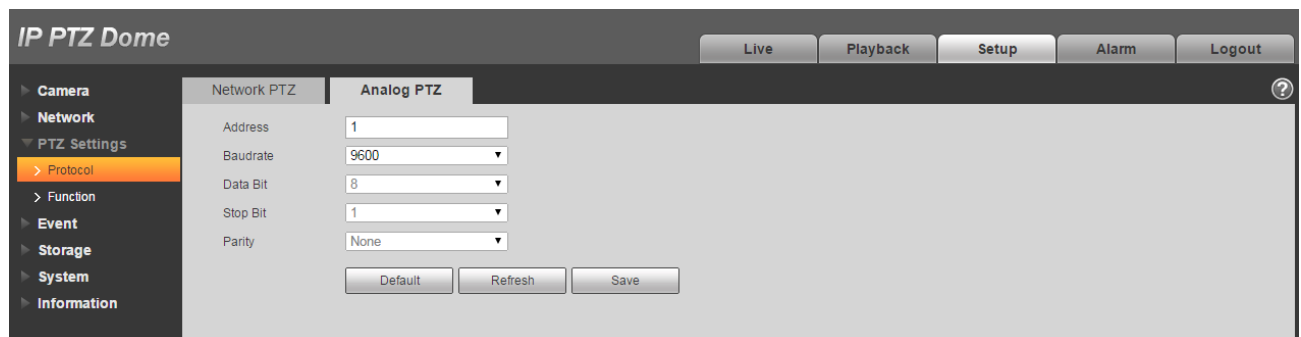 IP PTZ Dome
Live Playback Setup Alarm Logout
Camera
Network
PTZ Settings
Protocol
Function
Event
Storage
System
Information
Network PTZ Analog PTZ
?
Address 1
Baudrate 9600
Data Bit 8
Stop Bit 1
Parity None
Default Refresh Save